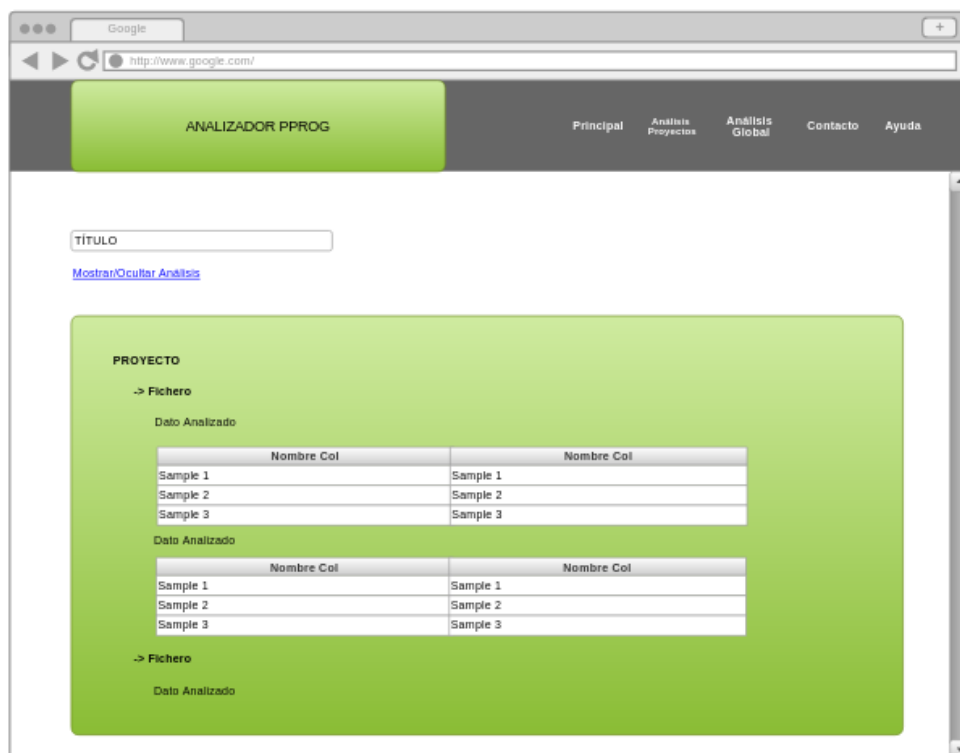 Google
+
http://www.google.com/
ANALIZADOR PPROG
Principal
Análisis
Proyectos
Análisis
Global
Contacto
Ayuda
TÍTULO
Mostrar/Ocultar Análisis
PROYECTO
-> Fichero
Dato Analizado
Nombre Col Nombre Col
Sample 1 Sample 1
Sample 2 Sample 2
Sample 3 Sample 3
Dato Analizado
Nombre Col Nombre Col
Sample 1 Sample 1
Sample 2 Sample 2
Sample 3 Sample 3
-> Fichero
Dato Analizado